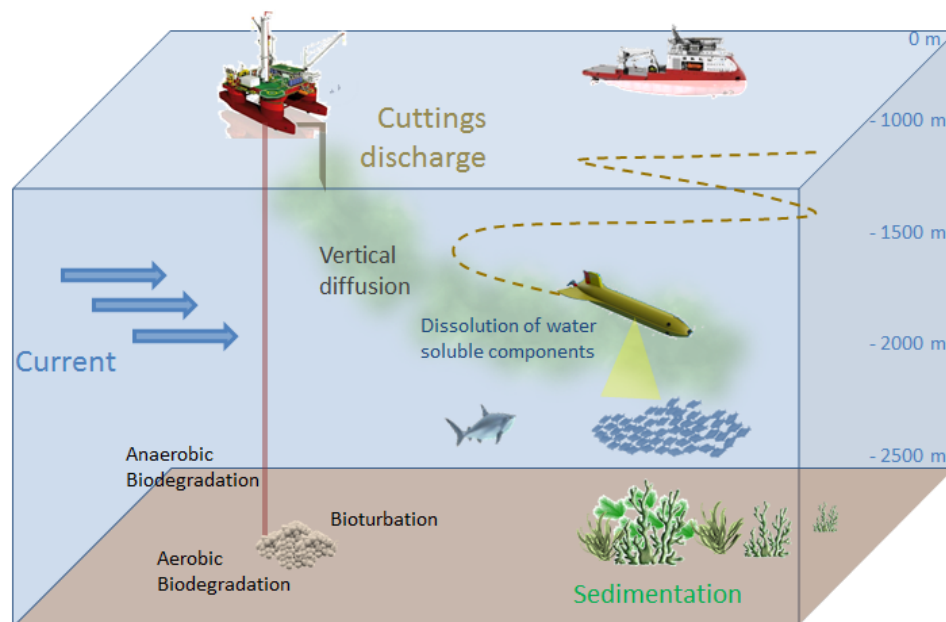 0 m
Cuttings
discharge
- 1000 m
- 1500 m
Vertical
diffusion
Dissolution of water
soluble components
- 2000 m
Current
Anaerobic
Biodegradation
- 2500 m
Bioturbation
Aerobic
Biodegradation
Sedimentation